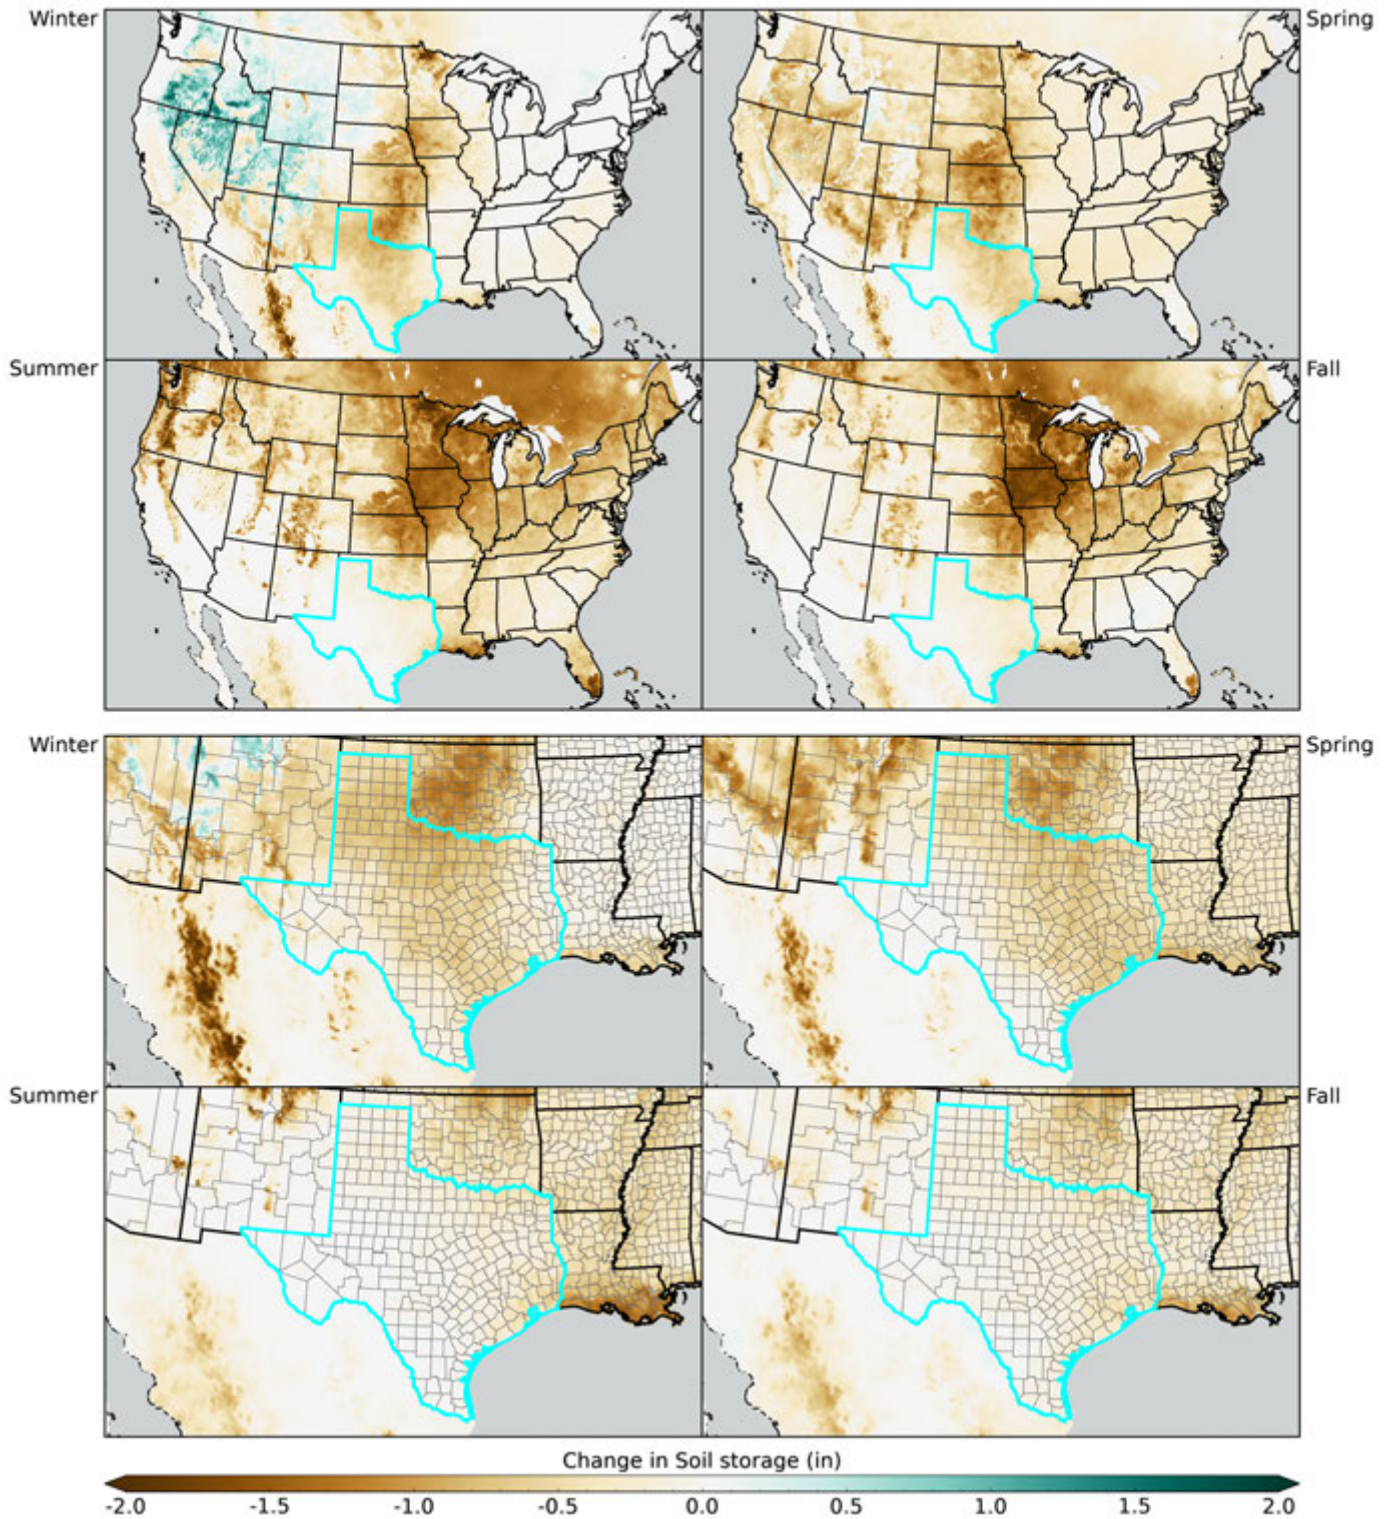 Winter
Spring
Summer
Fall
Winter
Spring
Summer
Fall
Change in Soil storage (in)
-2.0 -1.5 -1.0 -0.5 0.0 0.5 1.0 1.5 2.0